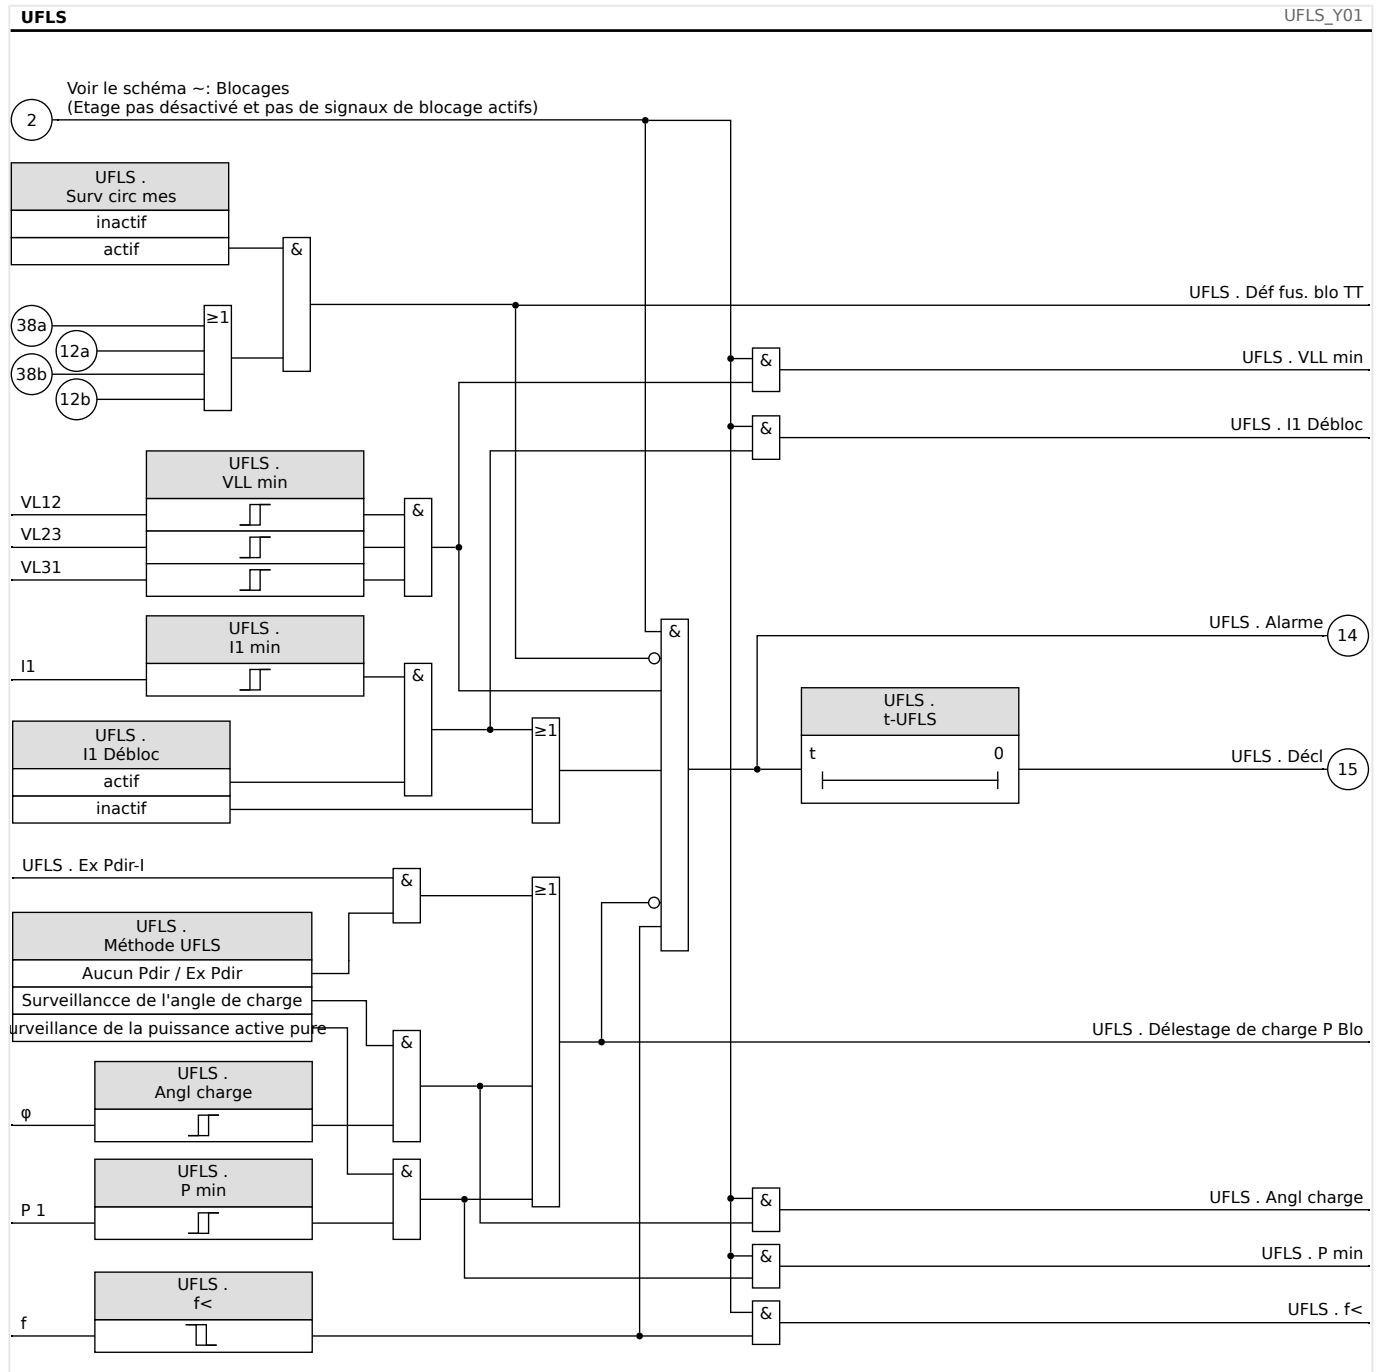 UFLS
UFLS_Y01
Voir le schéma ~: Blocages
(Etage pas désactivé et pas de signaux de blocage actifs)
2
UFLS .
Surv circ mes
inactif
actif
&
UFLS . Déf fus. blo TT
38a
≥1
12a
38b
12b
&
UFLS . VLL min
&
UFLS . I1 Débloc
UFLS .
VLL min
VL12
VL23
VL31
&
UFLS .
I1 min
I1
&
&
UFLS . Alarme
14
UFLS .
I1 Débloc
actif
inactif
≥1
UFLS .
t-UFLS
t
0
UFLS . Décl
15
UFLS . Ex Pdir-I
&
≥1
UFLS .
Méthode UFLS
Aucun Pdir / Ex Pdir
Surveillancce de l'angle de charge
urveillance de la puissance active pure
&
UFLS . Délestage de charge P Blo
UFLS .
Angl charge
φ
UFLS .
P min
P 1
&
&
UFLS . Angl charge
&
UFLS . P min
UFLS .
f<
f
&
UFLS . f<